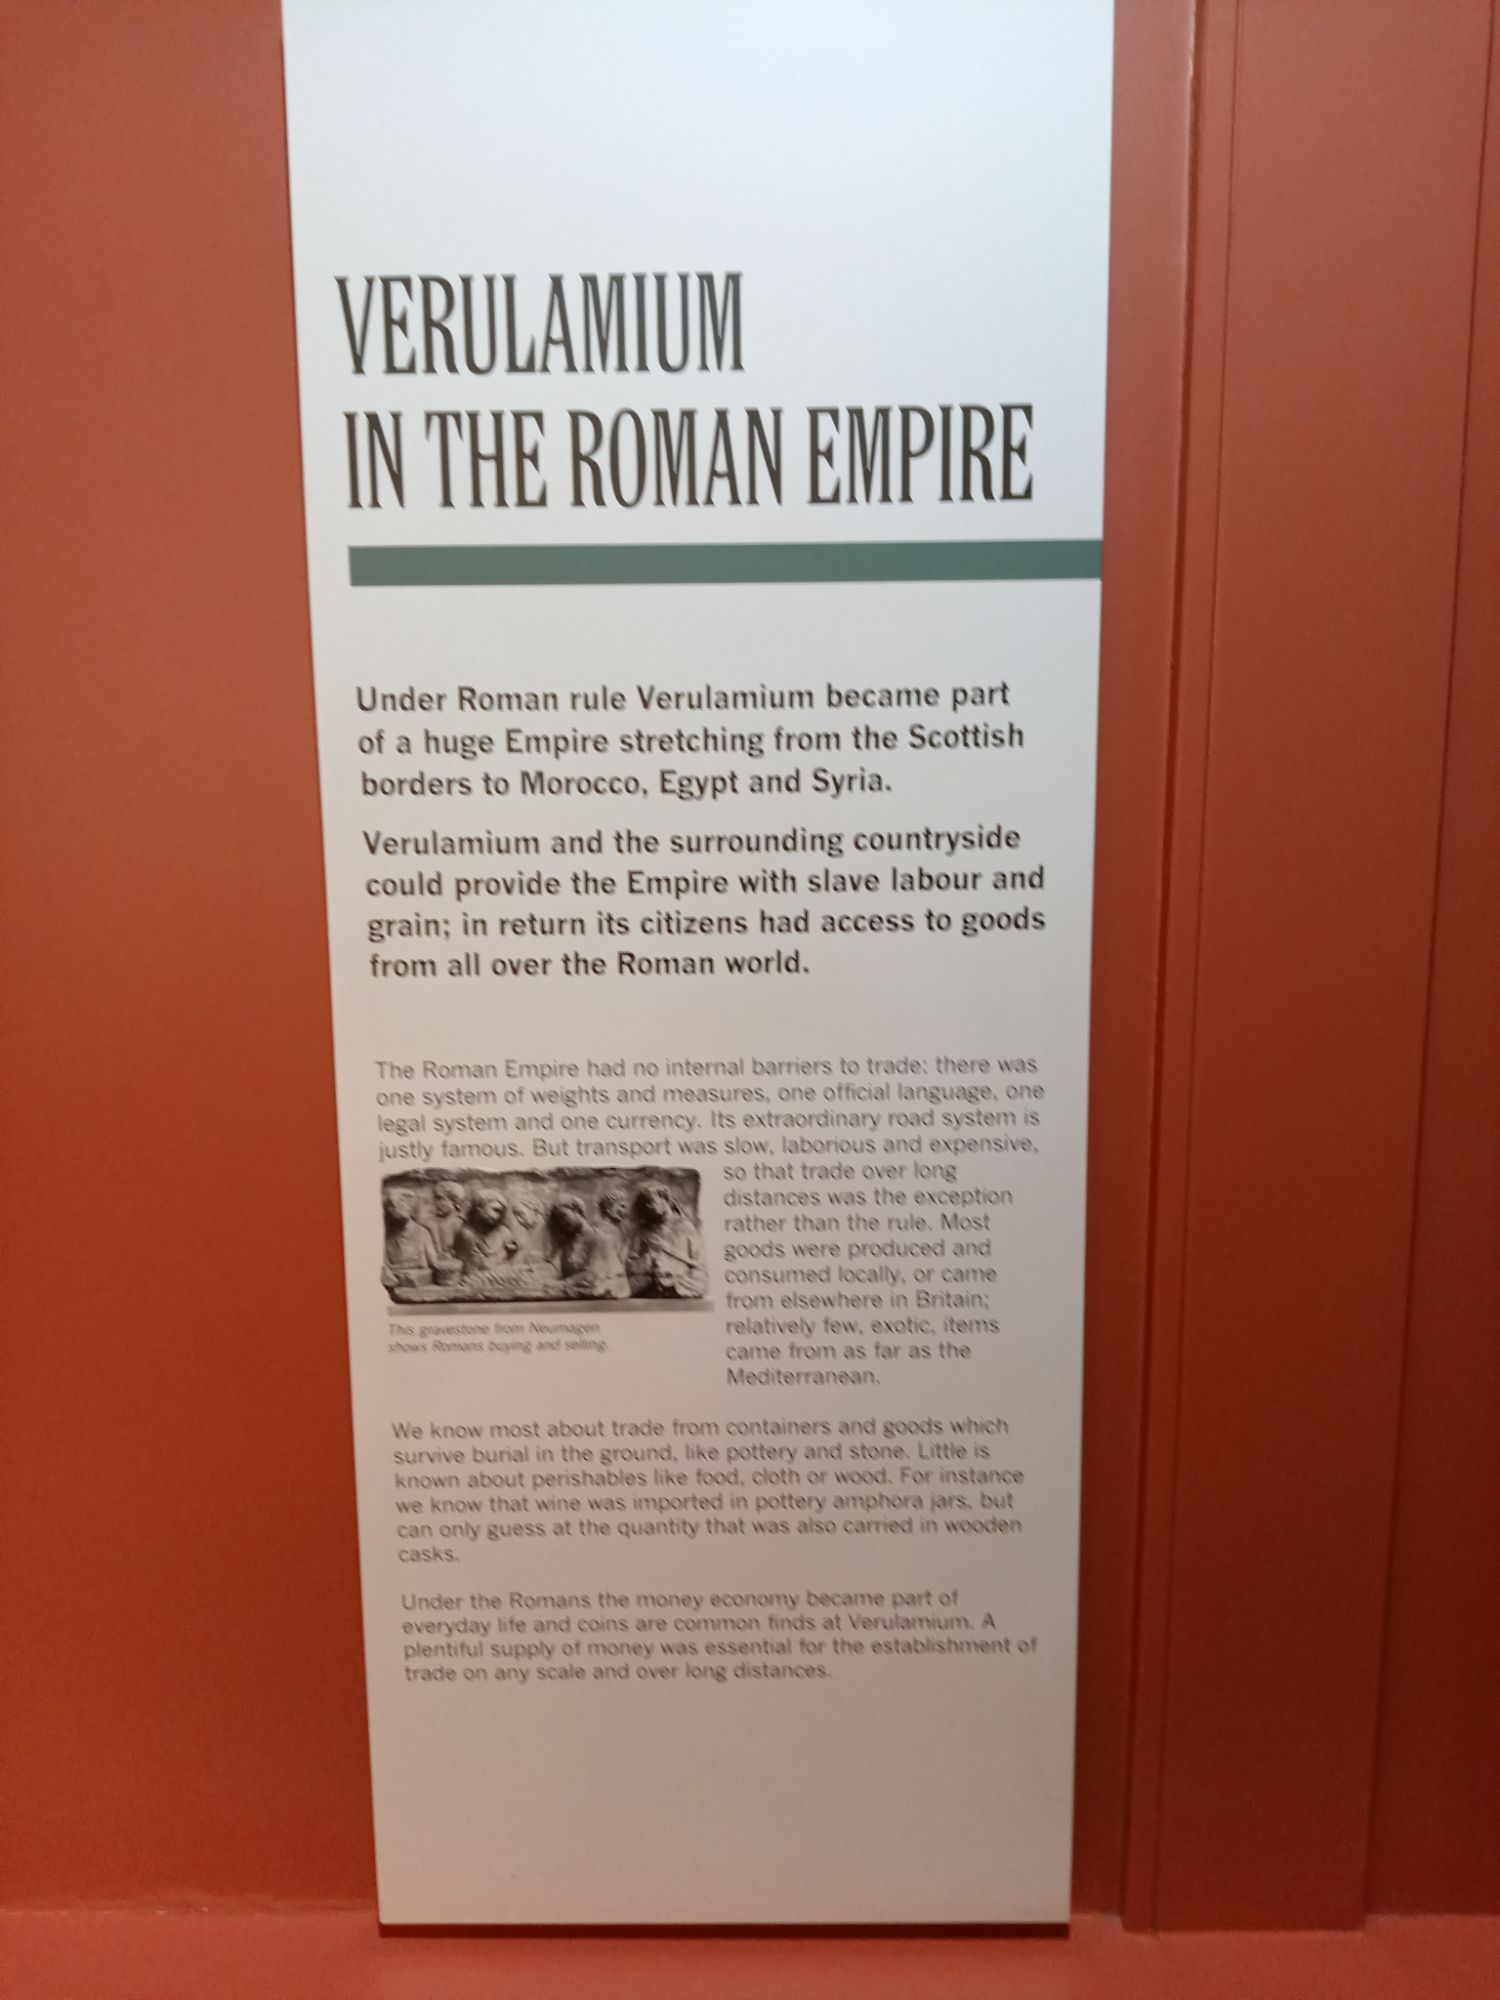 VERULAMIUM
IN THE ROMAN EMPIRE
Under Roman rule Verulamium became part
of a huge Empire stretching from the Scottish
borders to Morocco, Egypt and Syria.
Verulamium and the surrounding countryside
could provide the Empire with slave labour and
grain; in return its citizens had access to goods
from all over the Roman world.
The Roman Empire had no internal barriers to trade: there was
one system of weights and measures, one official language, one
legal system and one currency. Its extraordinary road system is
justly famous. But transport was slow, laborious and expensive,
so that trade over long
distances was the exception
rather than the rule. Most
goods were produced and
consumed locally, or came
from elsewhere in Britain;
relatively few, exotic, items
came from as far as the
Mediterranean.
This gravestone from Neumagen
shows Romans buying and selling.
We know most about trade from containers and goods which
survive burial in the ground, like pottery and stone. Little is
known about perishables like food, cloth or wood. For instance
we know that wine was imported in pottery amphora jars, but
can only guess at the quantity that was also carried in wooden
casks.
Under the Romans the money economy became part of
everyday life and coins are common finds at Verulamium. A
plentiful supply of money was essential for the establishment of
trade on any scale and over long distances.